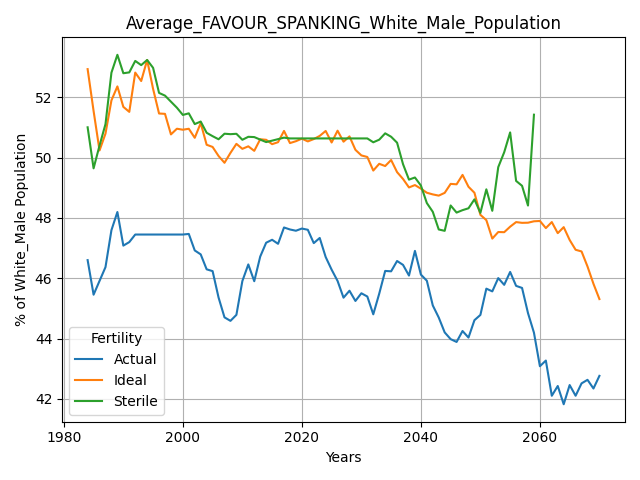 Average_FAVOUR_SPANKING_White_Male_Population
% of White_Male Population
52
50
48
46
44
42
Fertility
Actual
Ideal
Sterile
1980
2000
2020
2040
2060
Years